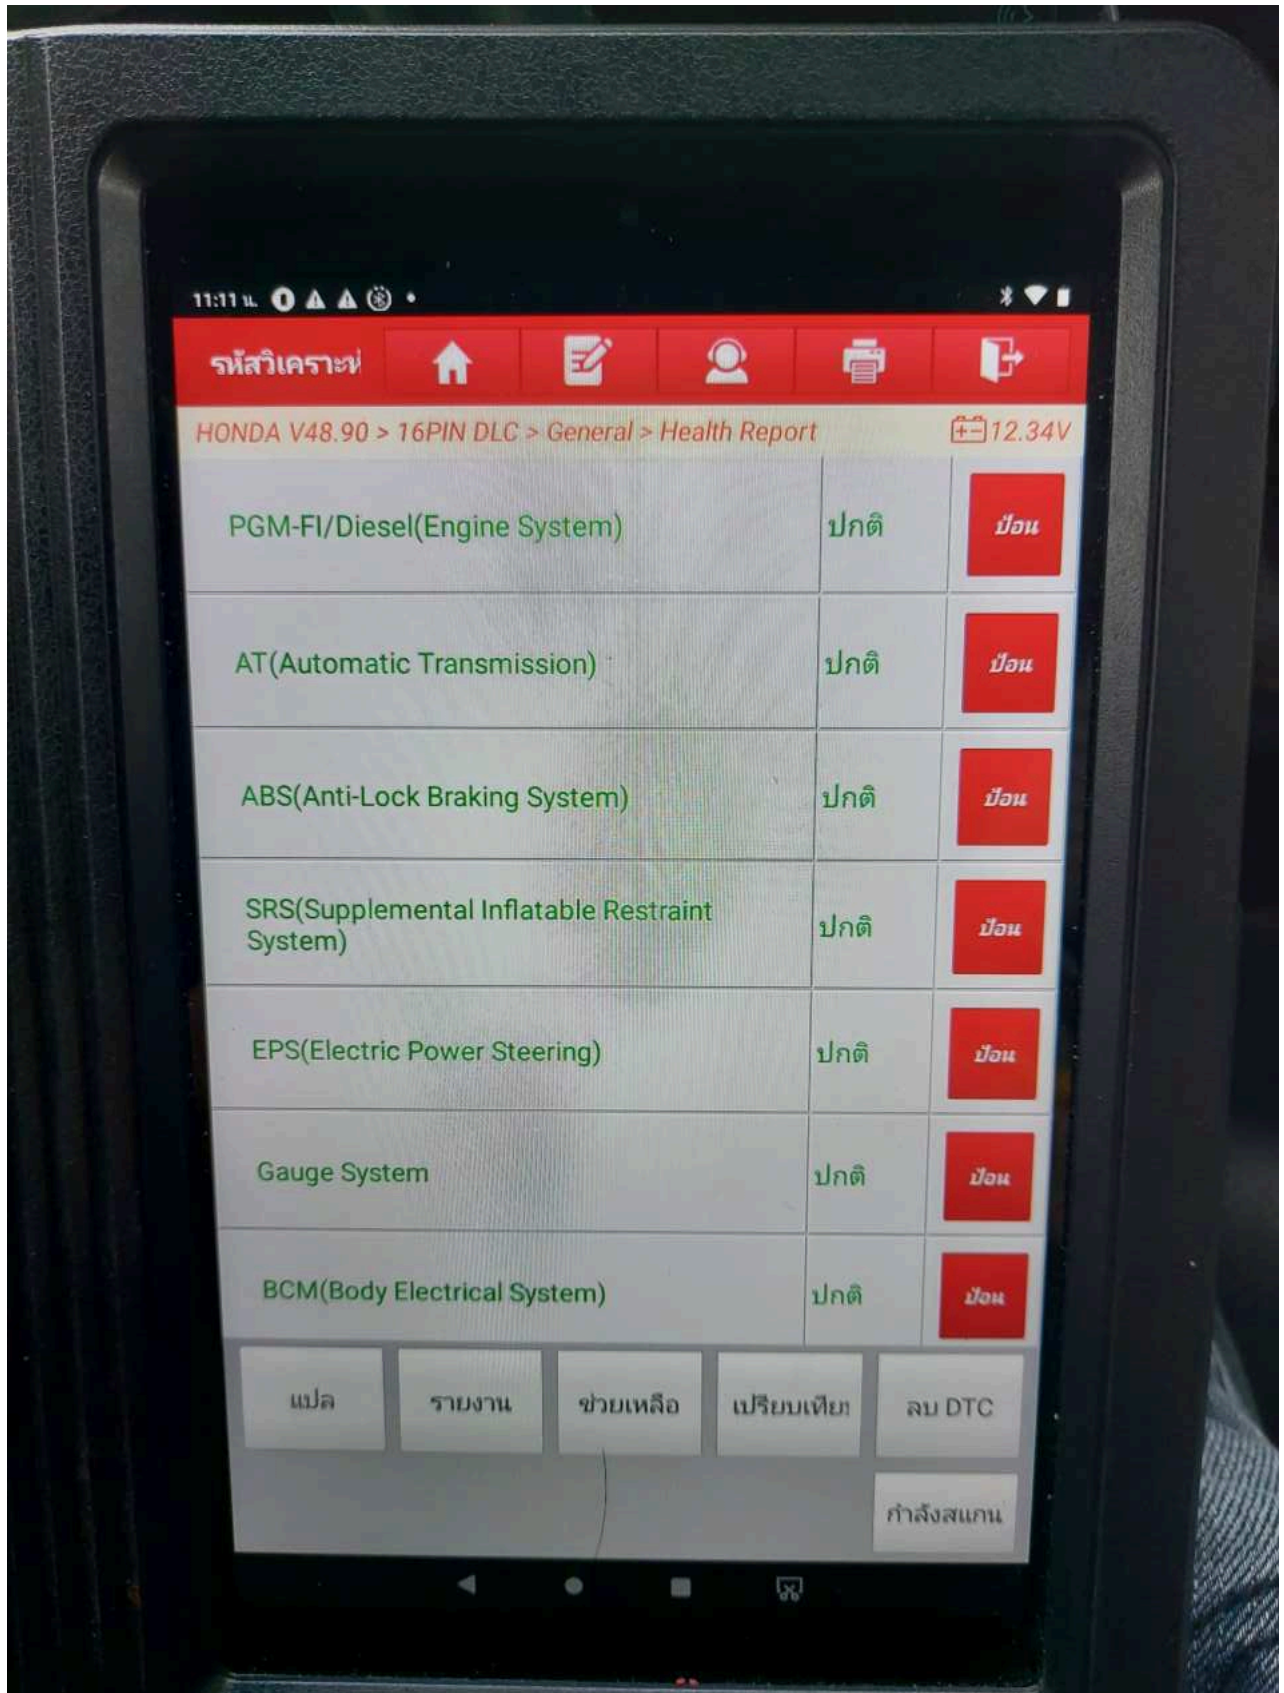 11:11 น.
รหัสวิเคราะห์
HONDA V48.90 > 16PIN DLC > General > Health Report 12.34V
PGM-FI/Diesel(Engine System) ปกติ ป้อน
AT(Automatic Transmission) ปกติ ป้อน
ABS(Anti-Lock Braking System) ปกติ ป้อน
SRS(Supplemental Inflatable Restraint
System) ปกติ ป้อน
EPS(Electric Power Steering) ปกติ ป้อน
Gauge System ปกติ ป้อน
BCM(Body Electrical System) ปกติ ป้อน
แปล รายงาน ช่วยเหลือ เปรียบเทีย ลบ DTC
กำลังสแกน